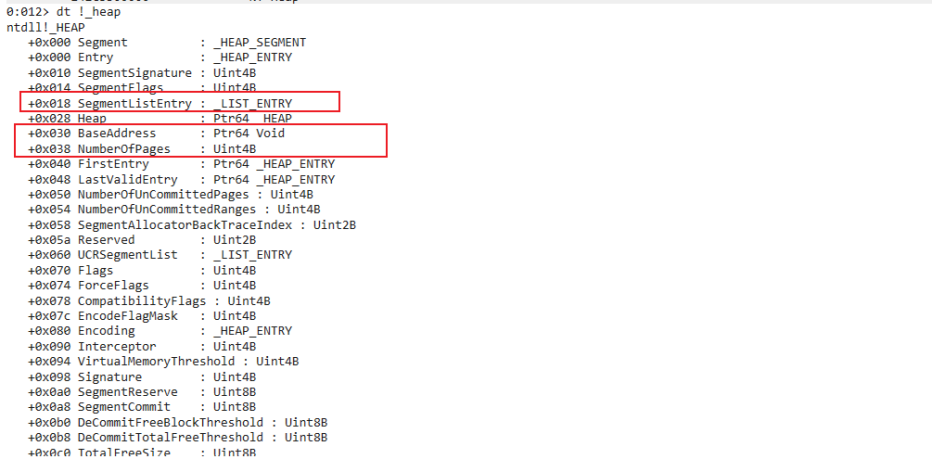 0:012> dt !_heap
ntdll!_HEAP
+0x000 Segment : _HEAP_SEGMENT
+0x000 Entry : _HEAP_ENTRY
+0x010 SegmentSignature : Uint4B
+0x014 SegmentFlags : Uint4B
+0x018 SegmentListEntry : _LIST_ENTRY
+0x028 Heap : Ptr64 _HEAP
+0x030 BaseAddress : Ptr64 Void
+0x038 NumberOfPages : Uint4B
+0x040 FirstEntry : Ptr64 _HEAP_ENTRY
+0x048 LastValidEntry : Ptr64 _HEAP_ENTRY
+0x050 NumberOfUnCommittedPages : Uint4B
+0x054 NumberOfUnCommittedRanges : Uint4B
+0x058 SegmentAllocatorBackTraceIndex : Uint2B
+0x05a Reserved : Uint2B
+0x060 UCRSegmentList : _LIST_ENTRY
+0x070 Flags : Uint4B
+0x074 ForceFlags : Uint4B
+0x078 CompatibilityFlags : Uint4B
+0x07c EncodeFlagMask : Uint4B
+0x080 Encoding : _HEAP_ENTRY
+0x090 Interceptor : Uint4B
+0x094 VirtualMemoryThreshold : Uint4B
+0x098 Signature : Uint4B
+0x0a0 SegmentReserve : Uint8B
+0x0a8 SegmentCommit : Uint8B
+0x0b0 DeCommitFreeBlockThreshold : Uint8B
+0x0b8 DeCommitTotalFreeThreshold : Uint8B
+0x0c0 TotalFreeSize : Uint8B